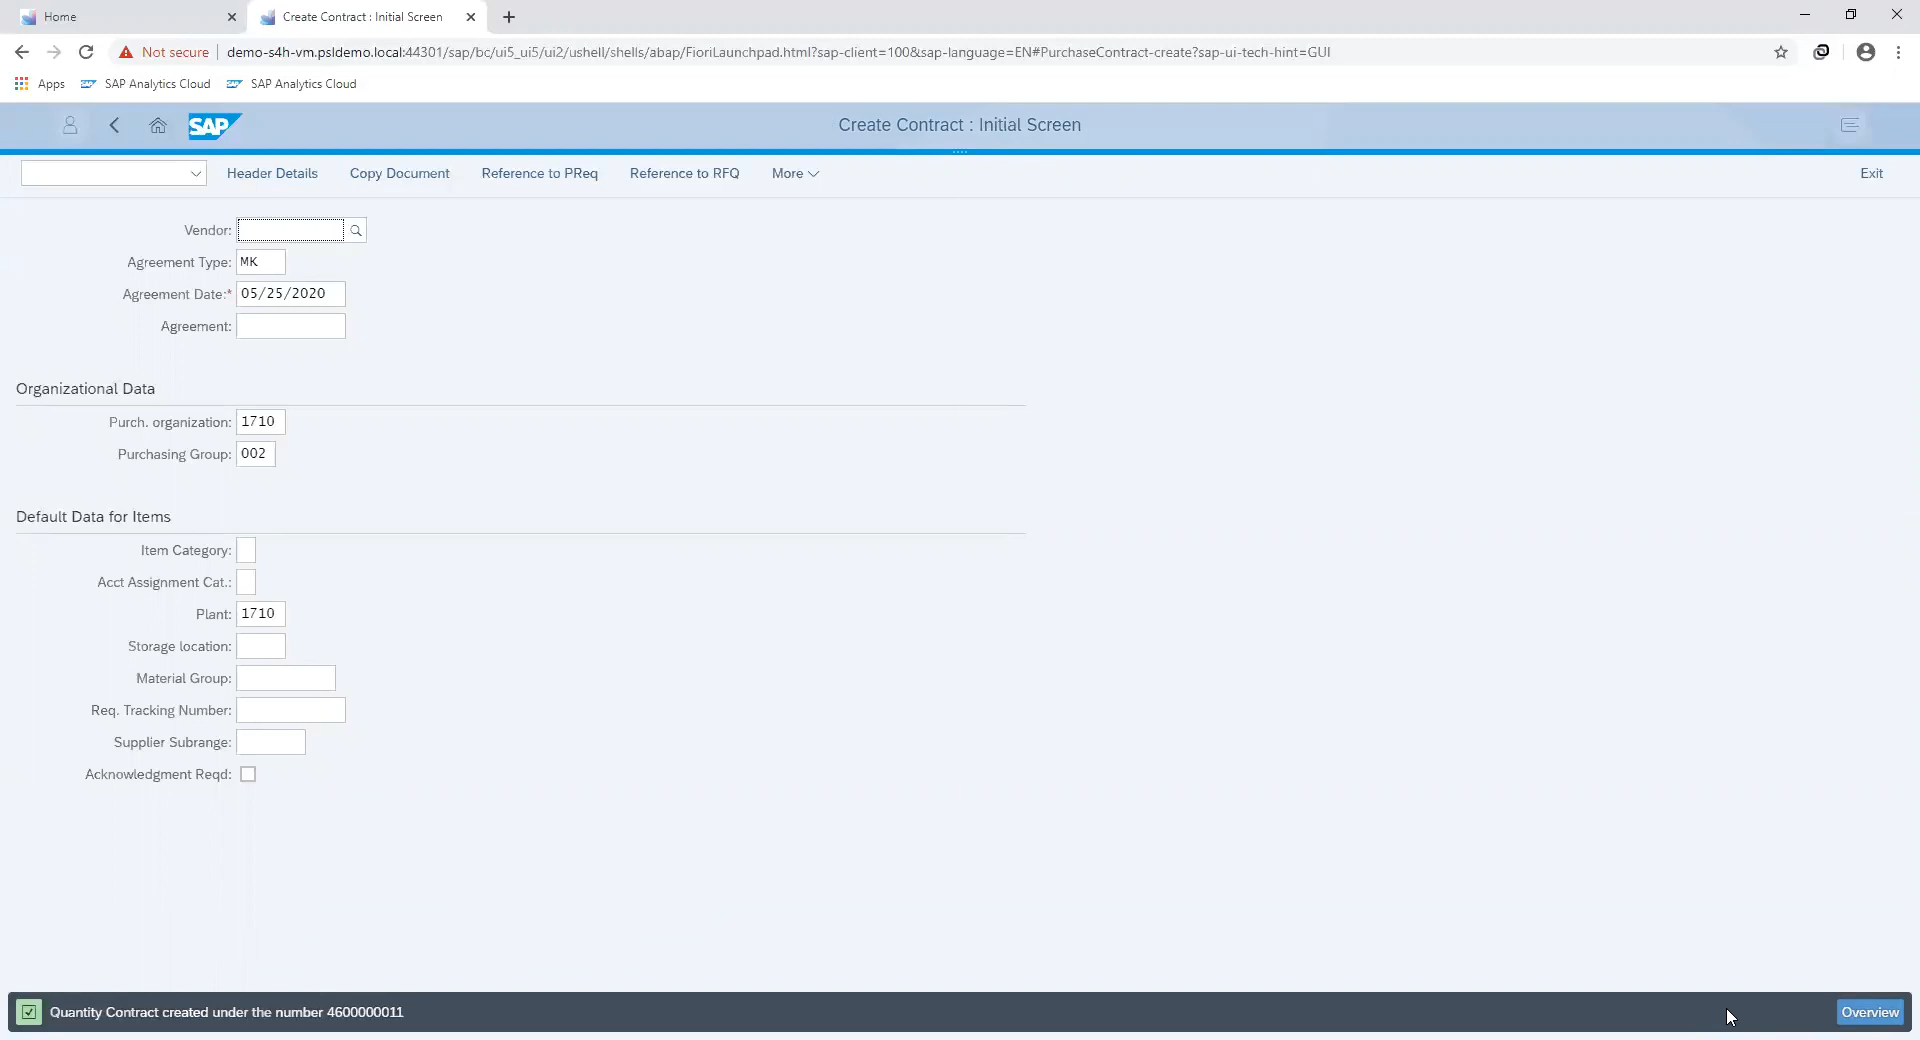 Home
Create Contract : Initial Screen
Not secure
demo-s4h-vm.psldemo.local:44301/sap/bc/ui5_ui5/ui2/ushell/shells/abap/FioriLaunchpad.html?sap-client=100&sap-language=EN#PurchaseContract-create?sap-ui-tech-hint=GUI
Apps SAP Analytics Cloud SAP Analytics Cloud
SAP Create Contract : Initial Screen
Header Details Copy Document Reference to PReq Reference to RFQ More Exit
Vendor:
Agreement Type: MK
Agreement Date:* 05/25/2020
Agreement:
Organizational Data
Purch. organization: 1710
Purchasing Group: 002
Default Data for Items
Item Category:
Acct Assignment Cat.:
Plant: 1710
Storage location:
Material Group:
Req. Tracking Number:
Supplier Subrange:
Acknowledgment Reqd:
Quantity Contract created under the number 4600000011 Overview